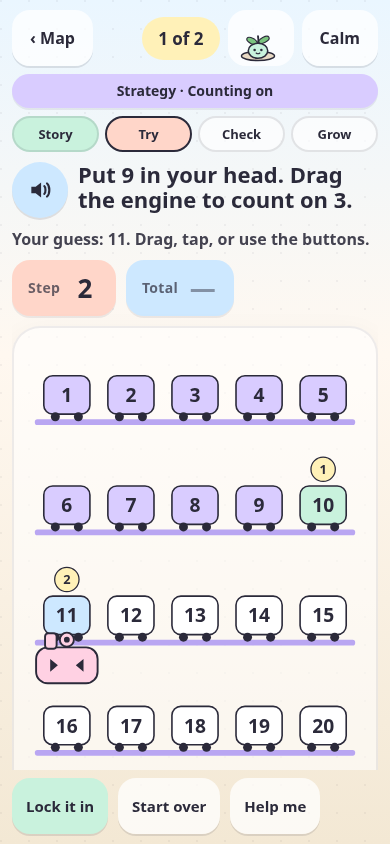 ‹ Map
1 of 2
Calm
Strategy · Counting on
Story
Try
Check
Grow
Put 9 in your head. Drag
the engine to count on 3.
Your guess: 11. Drag, tap, or use the buttons.
Step 2
Total —
1 2 3 4 5
1
6 7 8 9 10
2
11 12 13 14 15
16 17 18 19 20
Lock it in
Start over
Help me